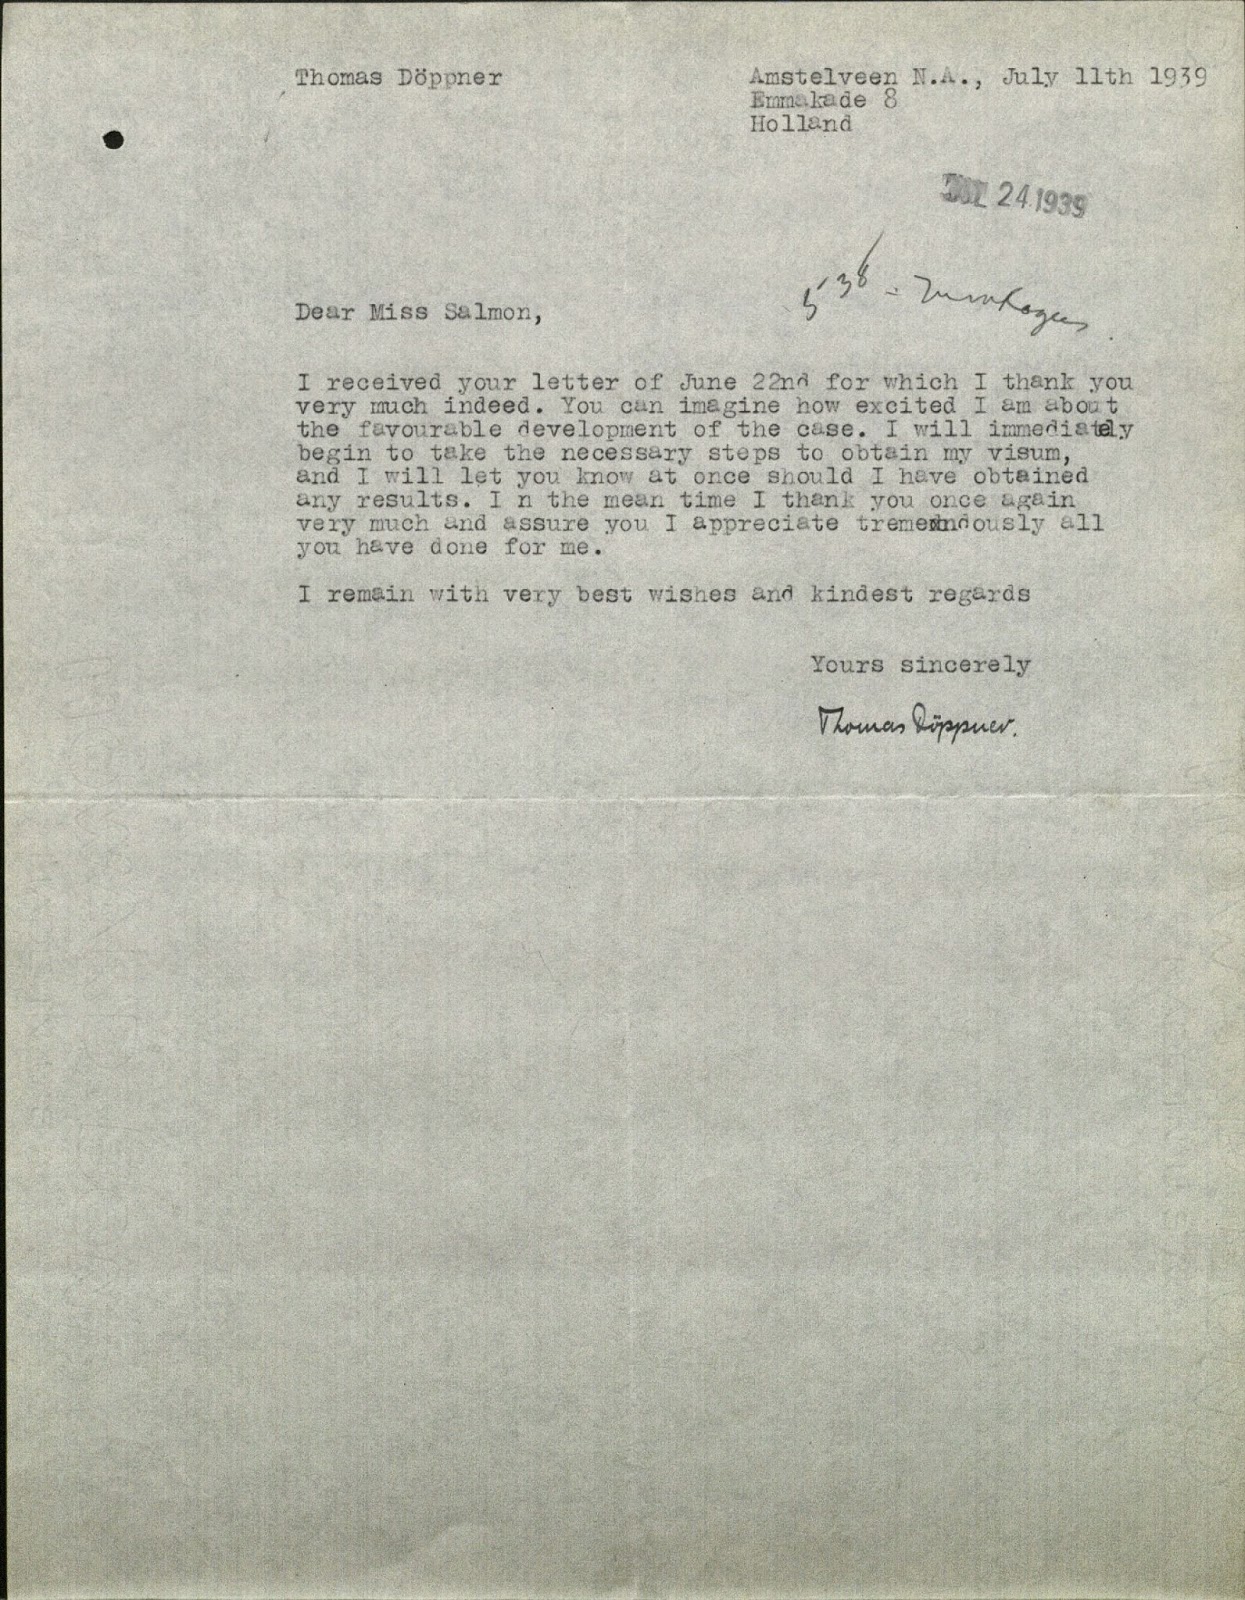 Thomas Döppner
Amstelveen N.A., July 11th 1939
Emmakade 8
Holland
JUL 24 1939
538 -
Dear Miss Salmon,
I received your letter of June 22nd for which I thank you
very much indeed. You can imagine how excited I am about
the favourable development of the case. I will immediately
begin to take the necessary steps to obtain my visum,
and I will let you know at once should I have obtained
any results. I n the mean time I thank you once again
very much and assure you I appreciate tremendously all
you have done for me.
I remain with very best wishes and kindest regards
Yours sincerely
Thomas Döppner.